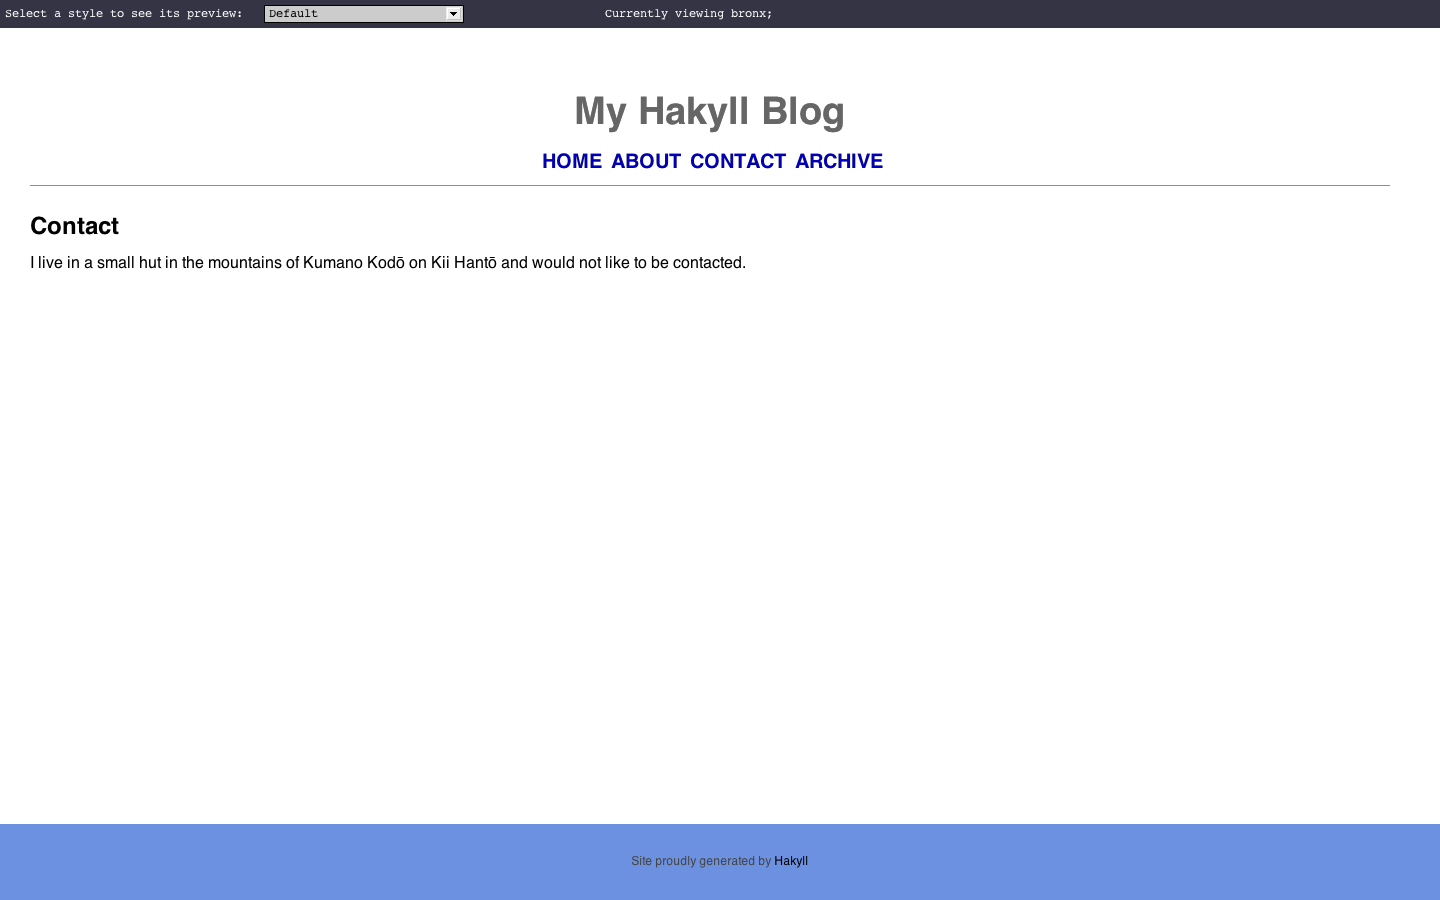 Select a style to see its preview: Default Currently viewing bronx;
My Hakyll Blog
HOME ABOUT CONTACT ARCHIVE
Contact
I live in a small hut in the mountains of Kumano Kodō on Kii Hantō and would not like to be contacted.
Site proudly generated by Hakyll